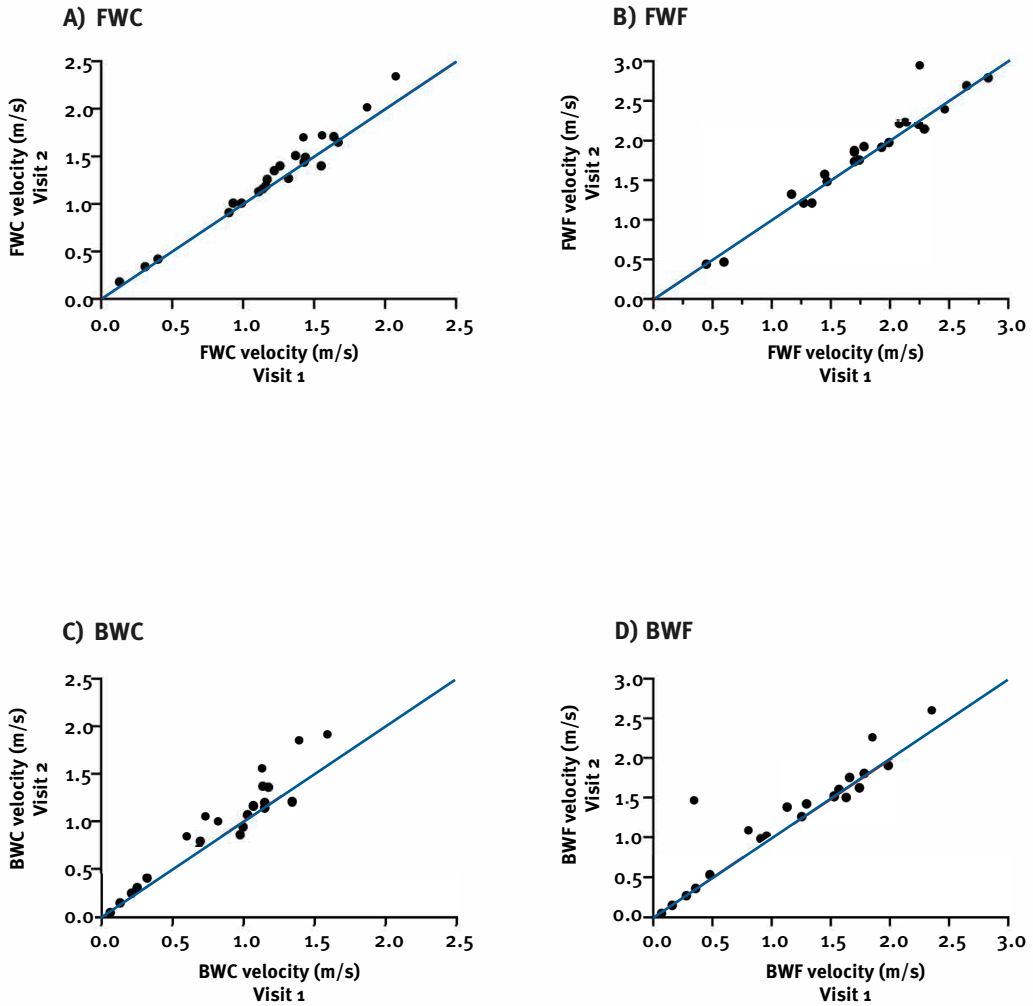 A) FWC
2.5
2.0
1.5
1.0
0.5
0.0
FWC velocity (m/s)
Visit 2
0.0 0.5 1.0 1.5 2.0 2.5
FWC velocity (m/s)
Visit 1
B) FWF
3.0
2.5
2.0
1.5
1.0
0.5
0.0
FWF velocity (m/s)
Visit 2
0.0 0.5 1.0 1.5 2.0 2.5 3.0
FWF velocity (m/s)
Visit 1
C) BWC
2.5
2.0
1.5
1.0
0.5
0.0
BWC velocity (m/s)
Visit 2
0.0 0.5 1.0 1.5 2.0 2.5
BWC velocity (m/s)
Visit 1
D) BWF
3.0
2.5
2.0
1.5
1.0
0.5
0.0
BWF velocity (m/s)
Visit 2
0.0 0.5 1.0 1.5 2.0 2.5 3.0
BWF velocity (m/s)
Visit 1